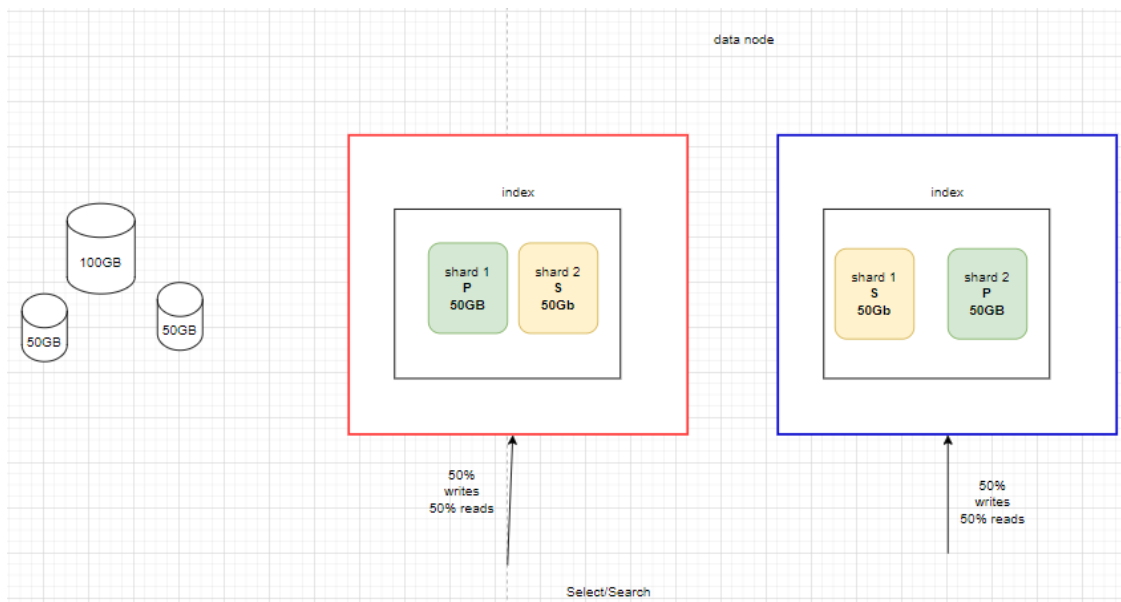 data node
index
index
100GB
50GB
50GB
shard 1
P
50GB
shard 2
S
50Gb
shard 1
S
50Gb
shard 2
P
50GB
50%
writes
50% reads
50%
writes
50% reads
Select/Search